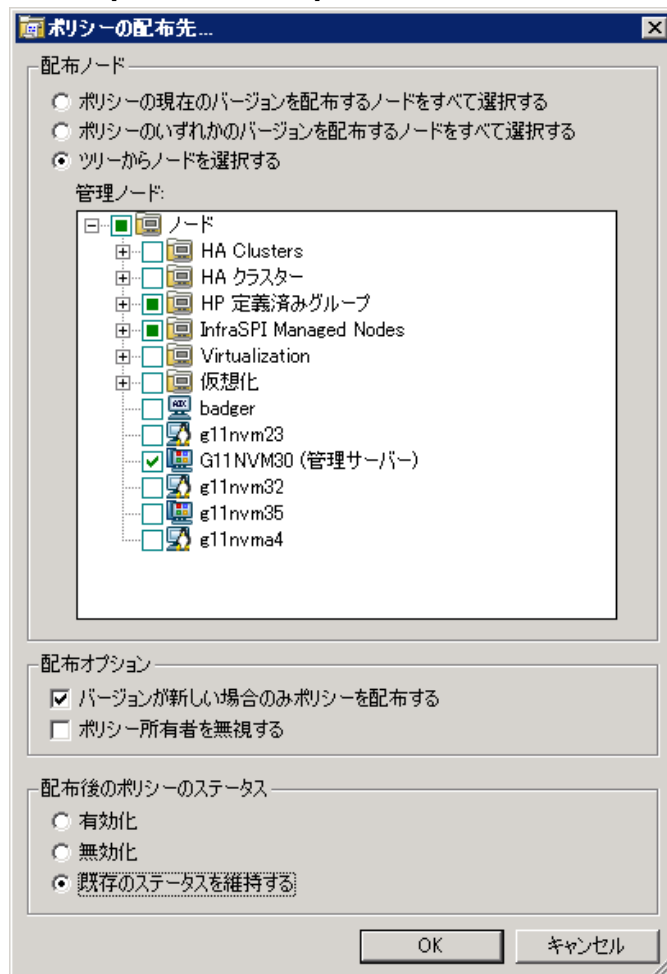 ポリシーの配布先...
配布ノード
ポリシーの現在のバージョンを配布するノードをすべて選択する
ポリシーのいずれかのバージョンを配布するノードをすべて選択する
ツリーからノードを選択する
管理ノード:
ノード
HA Clusters
HA クラスター
HP 定義済みグループ
InfraSPI Managed Nodes
Virtualization
仮想化
badger
g11nvm23
G11NVM30 (管理サーバー)
g11nvm32
g11nvm35
g11nvma4
配布オプション
バージョンが新しい場合のみポリシーを配布する
ポリシー所有者を無視する
配布後のポリシーのステータス
有効化
無効化
既存のステータスを維持する
OK キャンセル